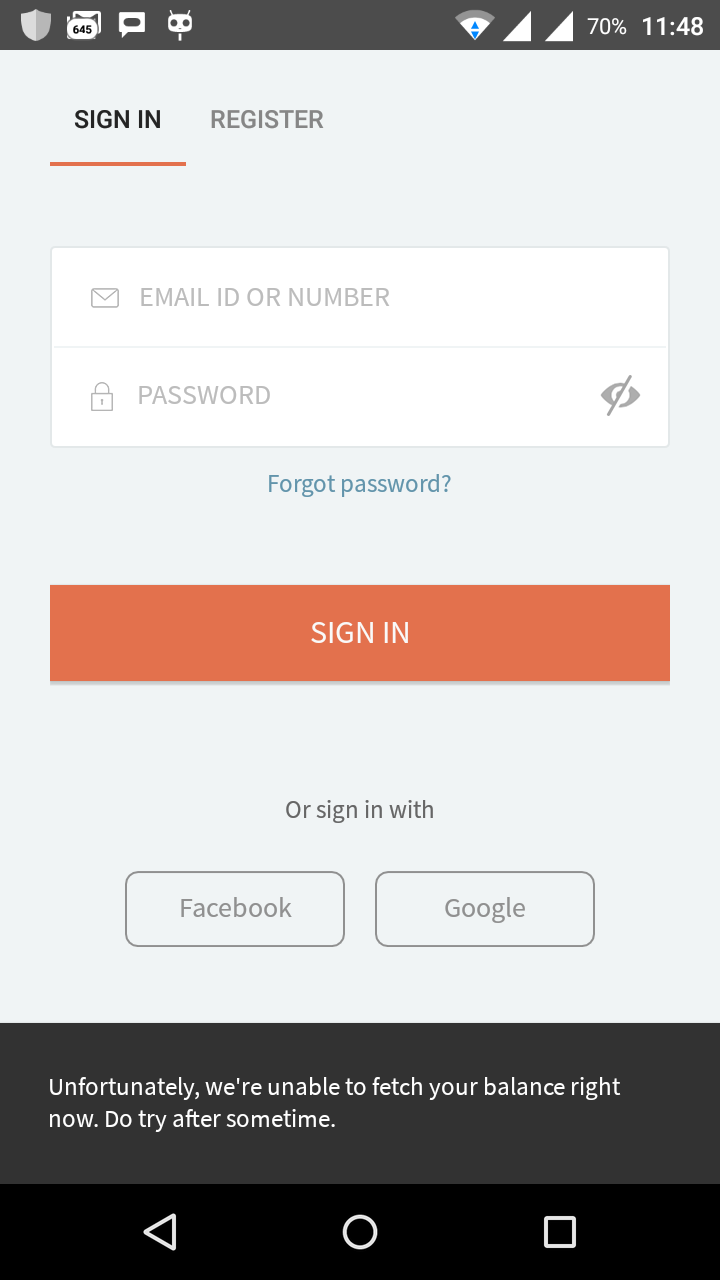 645
70% 11:48
SIGN IN REGISTER
EMAIL ID OR NUMBER
PASSWORD
Forgot password?
SIGN IN
Or sign in with
Facebook Google
Unfortunately, we're unable to fetch your balance right
now. Do try after sometime.